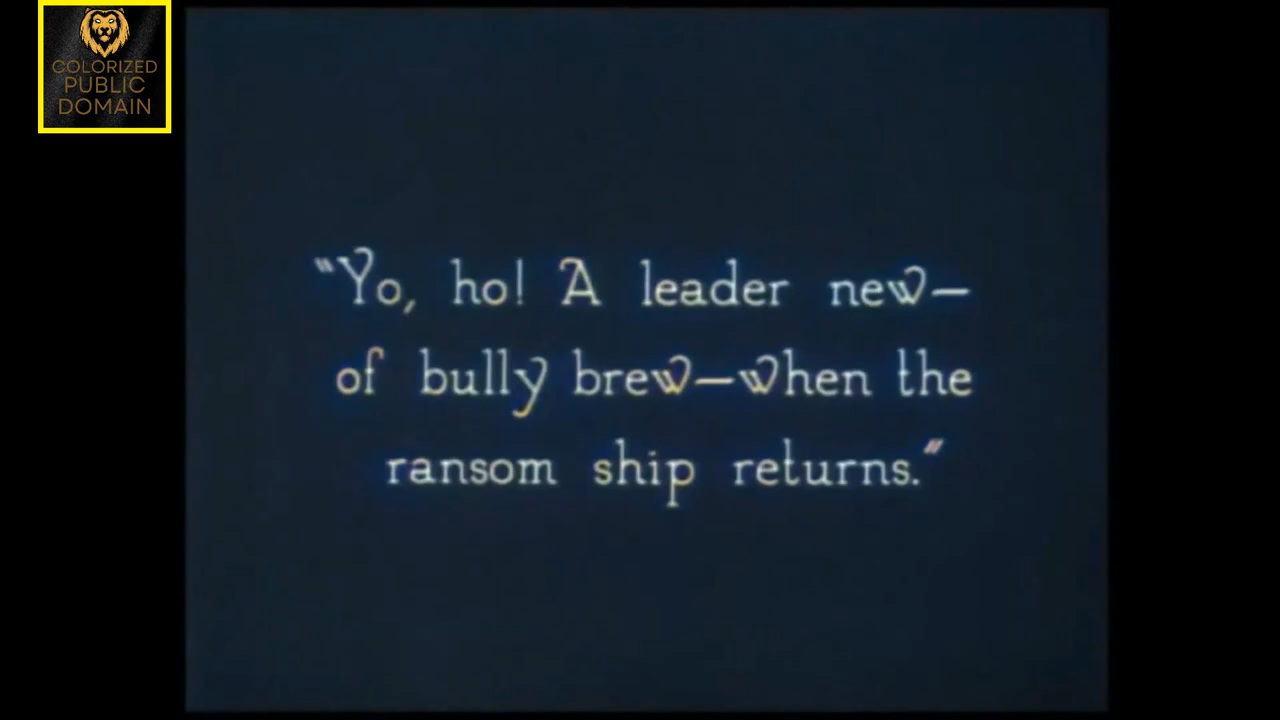 COLORIZED
PUBLIC
DOMAIN
"Yo, ho! A leader new—
of bully brew—when the
ransom ship returns."